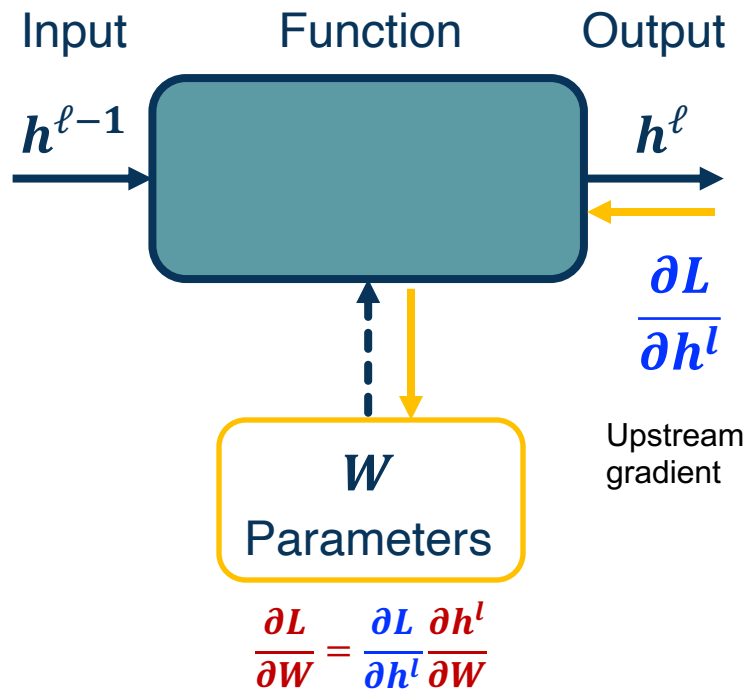 Input Function Output
h^{ℓ−1} h^ℓ
∂L/∂h^l
Upstream
gradient
W
Parameters
∂L/∂W = ∂L/∂h^l ∂h^l/∂W